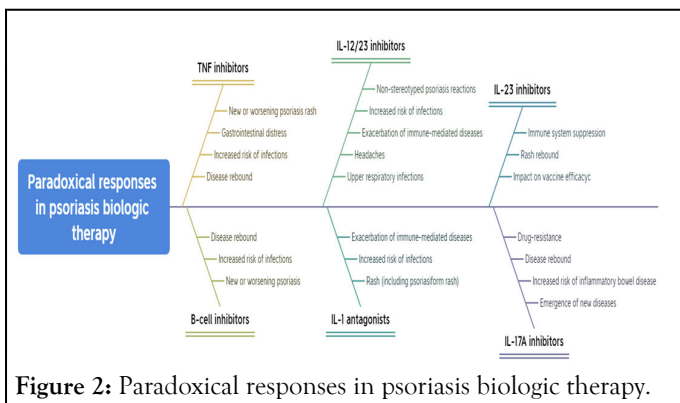 Paradoxical responses
in psoriasis biologic
therapy
TNF inhibitors
New or worsening psoriasis rash
Gastrointestinal distress
Increased risk of infections
Disease rebound
IL-12/23 inhibitors
Non-stereotyped psoriasis reactions
Increased risk of infections
Exacerbation of immune-mediated diseases
Headaches
Upper respiratory infections
IL-23 inhibitors
Immune system suppression
Rash rebound
Impact on vaccine efficacyc
Disease rebound
Increased risk of infections
New or worsening psoriasis
B-cell inhibitors
Exacerbation of immune-mediated diseases
Increased risk of infections
Rash (including psoriasiform rash)
IL-1 antagonists
Drug-resistance
Disease rebound
Increased risk of inflammatory bowel disease
Emergence of new diseases
IL-17A inhibitors
Figure 2: Paradoxical responses in psoriasis biologic therapy.